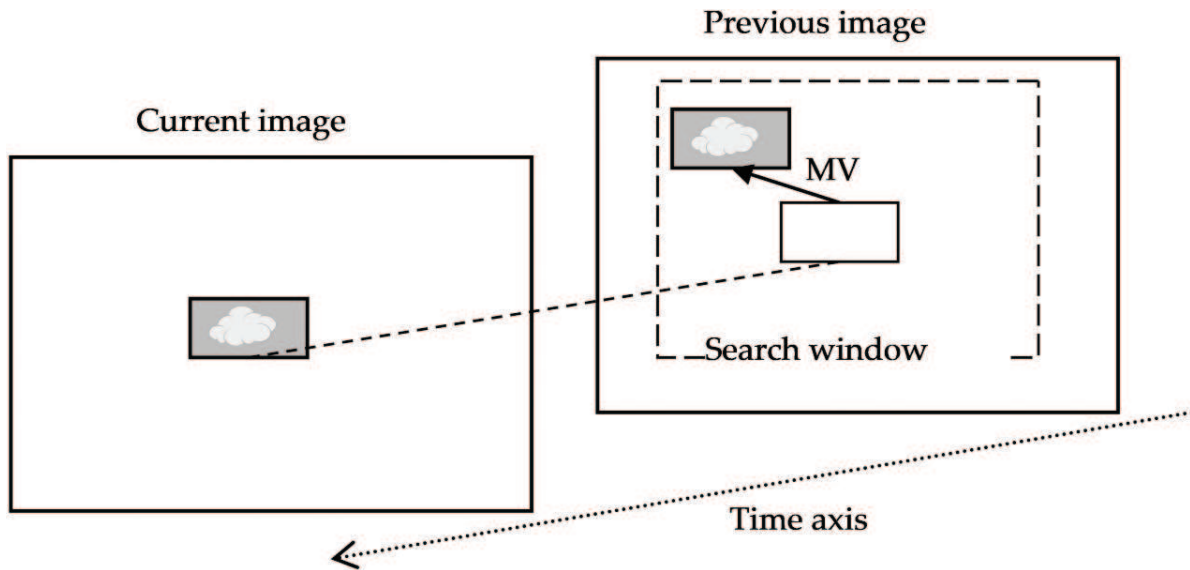 Previous image
Current image
MV
Search window
Time axis